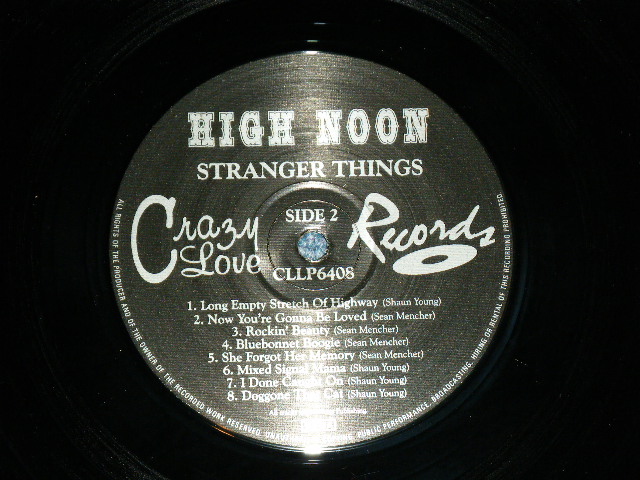 HIGH NOON
STRANGER THINGS
Crazy Love Records
SIDE 2
CLLP6408
1. Long Empty Stretch Of Highway (Shaun Young)
2. Now You're Gonna Be Loved (Sean Mencher)
3. Rockin' Beauty (Sean Mencher)
4. Bluebonnet Boogie (Sean Mencher)
5. She Forgot Her Memory (Sean Mencher)
6. Mixed Signal Mama (Shaun Young)
7. I Done Caught On (Shaun Young)
8. Doggone That Cat (Shaun Young)
ALL RIGHTS OF THE PRODUCER AND OF THE OWNER OF THE RECORDED WORK RESERVED. PUBLIC PERFORMANCE, BROADCASTING, HIRING OR RENTAL OF THIS RECORDING PROHIBITED.